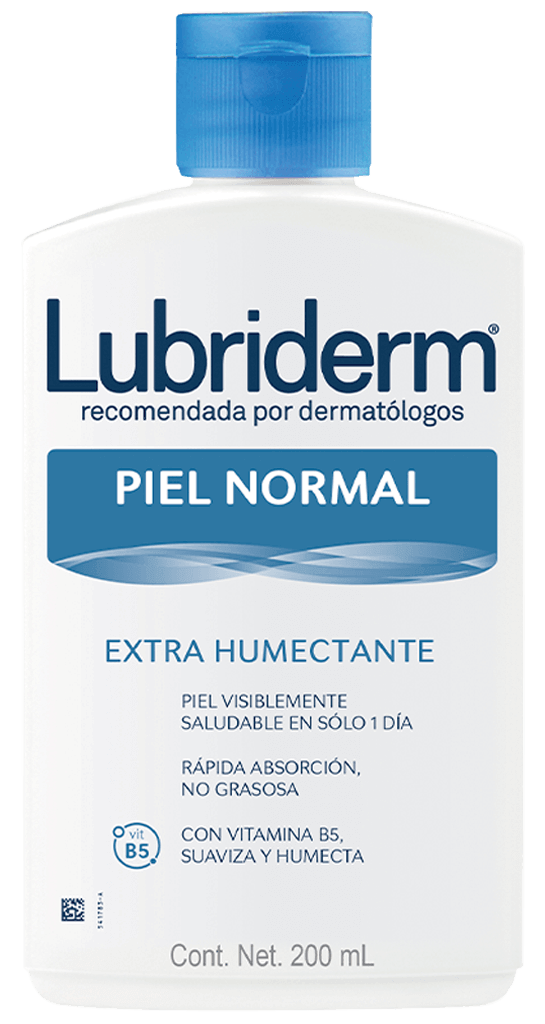 Lubriderm®
recomendada por dermatólogos
PIEL NORMAL
EXTRA HUMECTANTE
PIEL VISIBLEMENTE
SALUDABLE EN SÓLO 1 DÍA
RÁPIDA ABSORCIÓN,
NO GRASOSA
vit
B5
CON VITAMINA B5,
SUAVIZA Y HUMECTA
Cont. Net. 200 mL